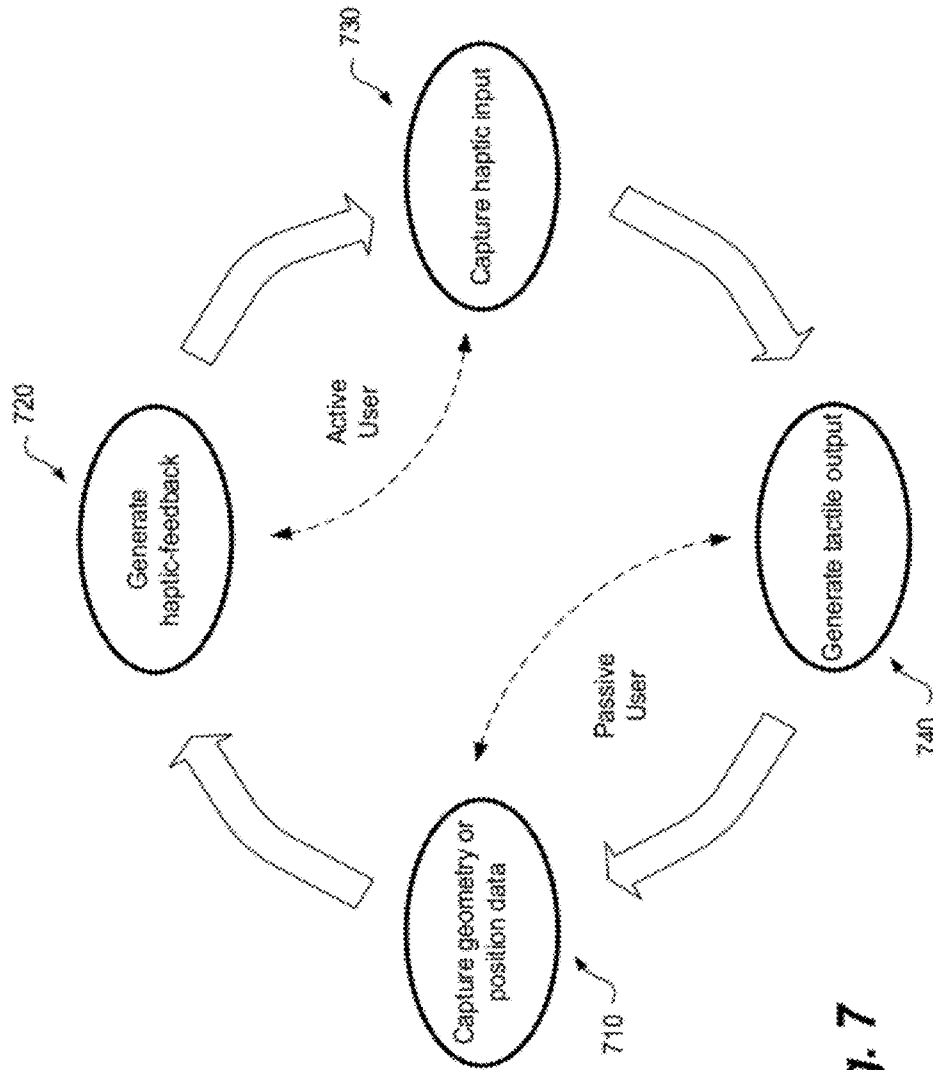 720
Generate
haptic-feedback
730
Capture haptic input
Active
User
Passive
User
710
Capture geometry or
position data
740
Generate tactile output
g. 7